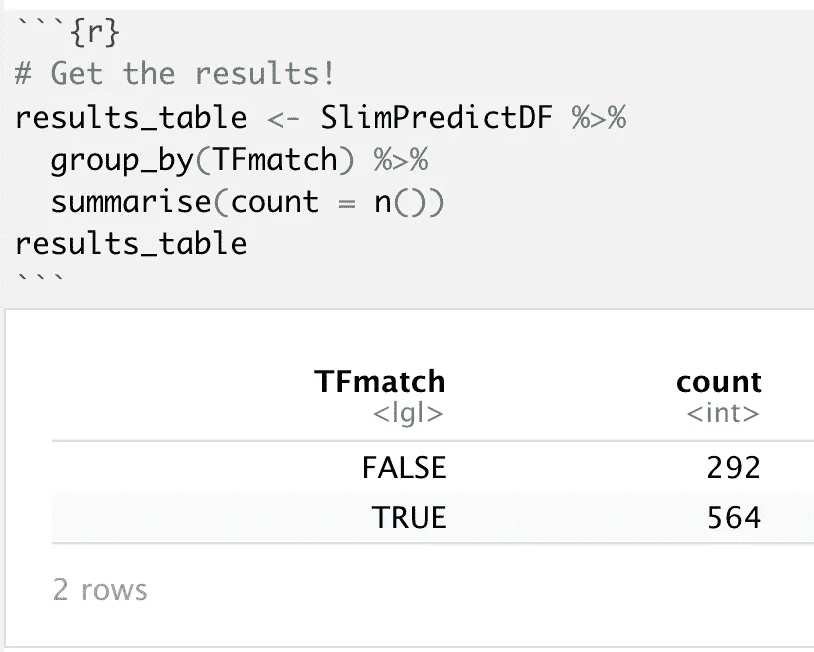 ```{r}
# Get the results!
results_table <- SlimPredictDF %>%
  group_by(TFmatch) %>%
  summarise(count = n())
results_table
```
TFmatch count
<lgl> <int>
FALSE 292
TRUE 564
2 rows